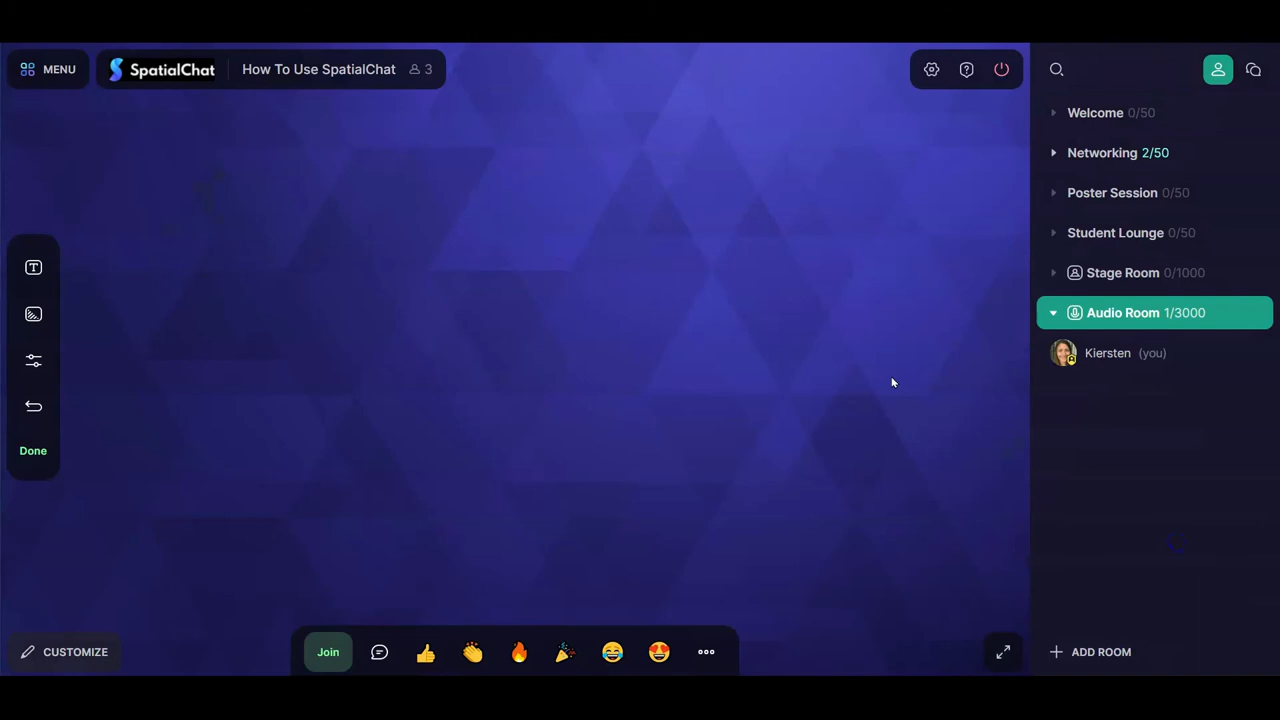 MENU
SpatialChat
How To Use SpatialChat
3
Welcome 0/50
Networking 2/50
Poster Session 0/50
Student Lounge 0/50
Stage Room 0/1000
Audio Room 1/3000
Kiersten (you)
T
Done
CUSTOMIZE
Join
ADD ROOM